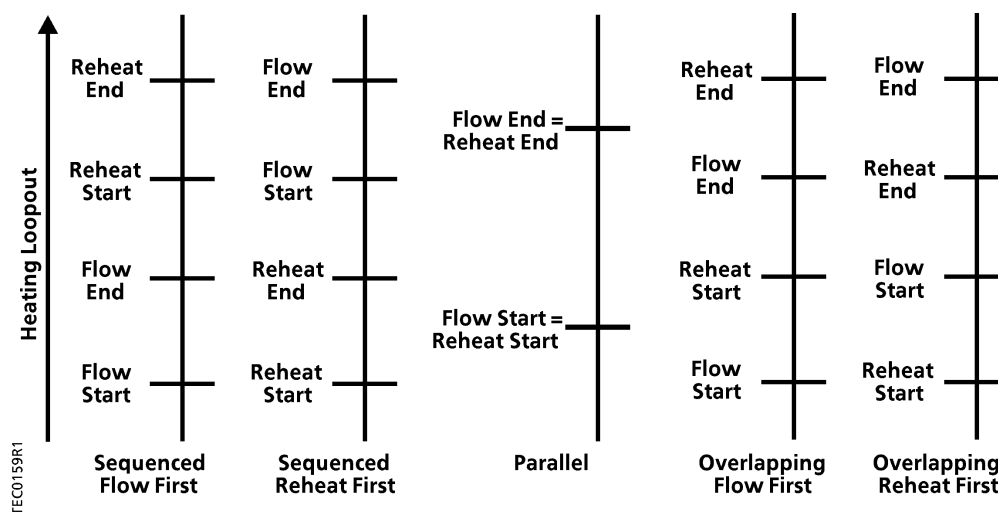 Heating Loopout
Reheat
End
Reheat
Start
Flow
End
Flow
Start
Sequenced
Flow First
Flow
End
Flow
Start
Reheat
End
Reheat
Start
Sequenced
Reheat First
Flow End =
Reheat End
Flow Start =
Reheat Start
Parallel
Reheat
End
Flow
End
Reheat
Start
Flow
Start
Overlapping
Flow First
Flow
End
Reheat
End
Flow
Start
Reheat
Start
Overlapping
Reheat First
TEC0159R1